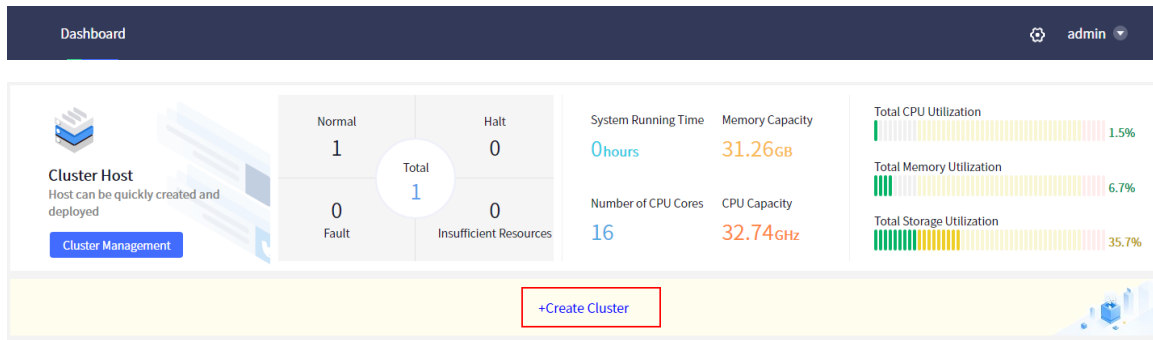 Dashboard
admin
Cluster Host
Host can be quickly created and
deployed
Cluster Management
Normal
1
Halt
0
Total
1
0
Fault
0
Insufficient Resources
System Running Time
0hours
Memory Capacity
31.26GB
Number of CPU Cores
16
CPU Capacity
32.74GHz
Total CPU Utilization
1.5%
Total Memory Utilization
6.7%
Total Storage Utilization
35.7%
+Create Cluster